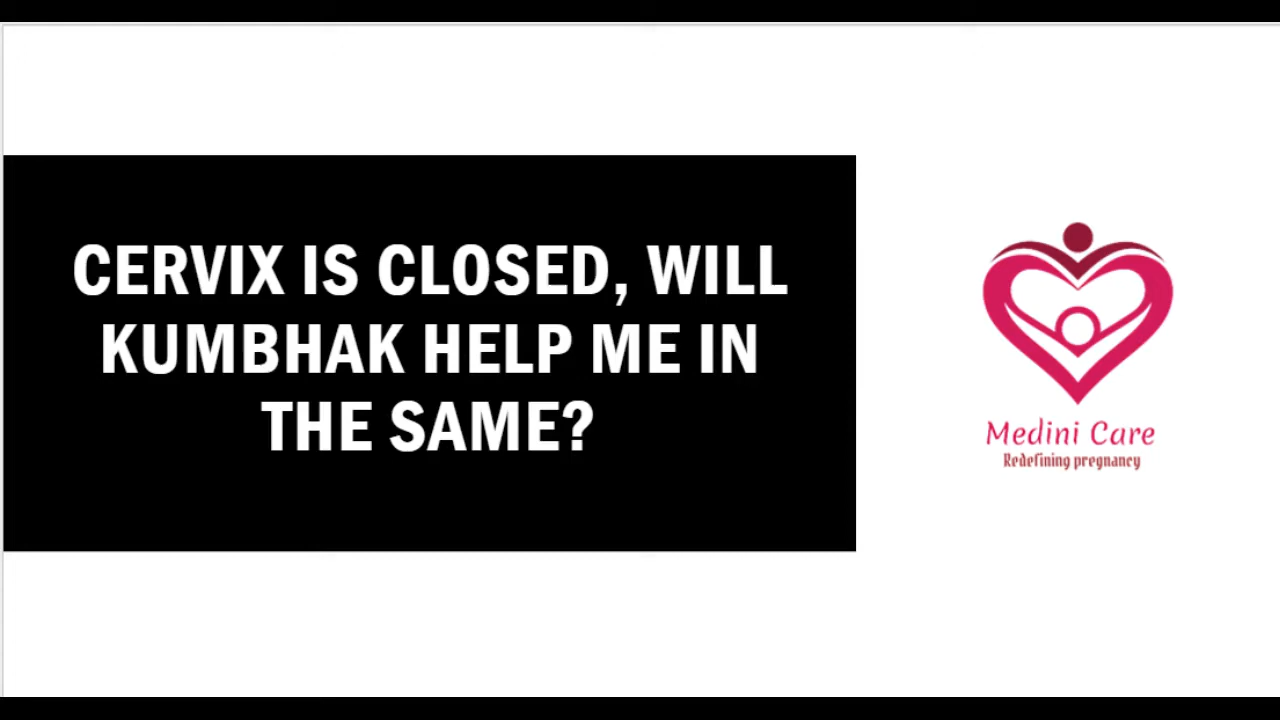 CERVIX IS CLOSED, WILL
KUMBHAK HELP ME IN
THE SAME?
Medini Care
Redefining pregnancy